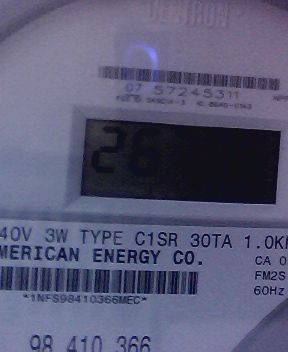 CENTRON
07 57245311
26
40V 3W TYPE C1SR 30TA 1.0K
MERICAN ENERGY CO.
CA 0
FM2S
60Hz
*1NFS98410366MEC*
98 410 366